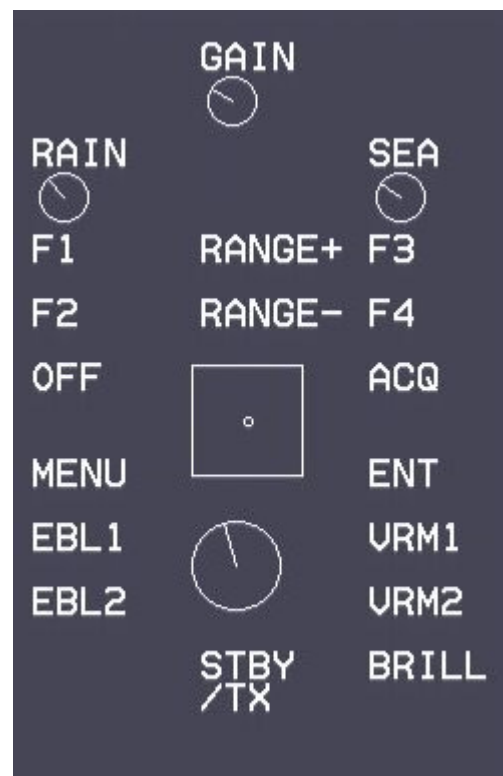 GAIN
RAIN SEA
F1 RANGE+ F3
F2 RANGE- F4
OFF ACQ
MENU ENT
EBL1 VRM1
EBL2 VRM2
STBY BRILL
/TX